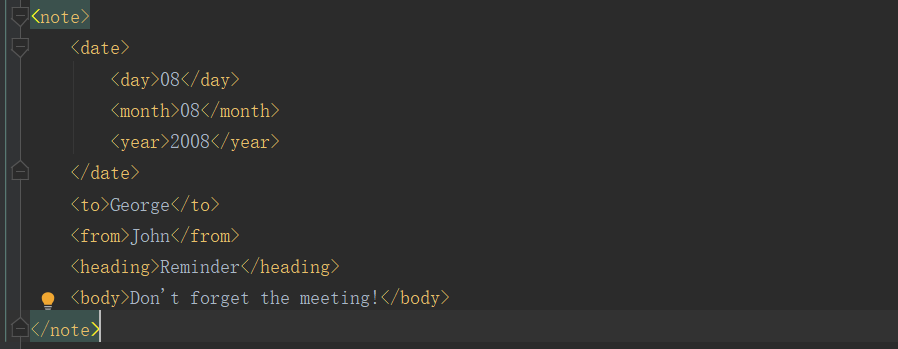 <note>
    <date>
        <day>08</day>
        <month>08</month>
        <year>2008</year>
    </date>
    <to>George</to>
    <from>John</from>
    <heading>Reminder</heading>
    <body>Don't forget the meeting!</body>
</note>